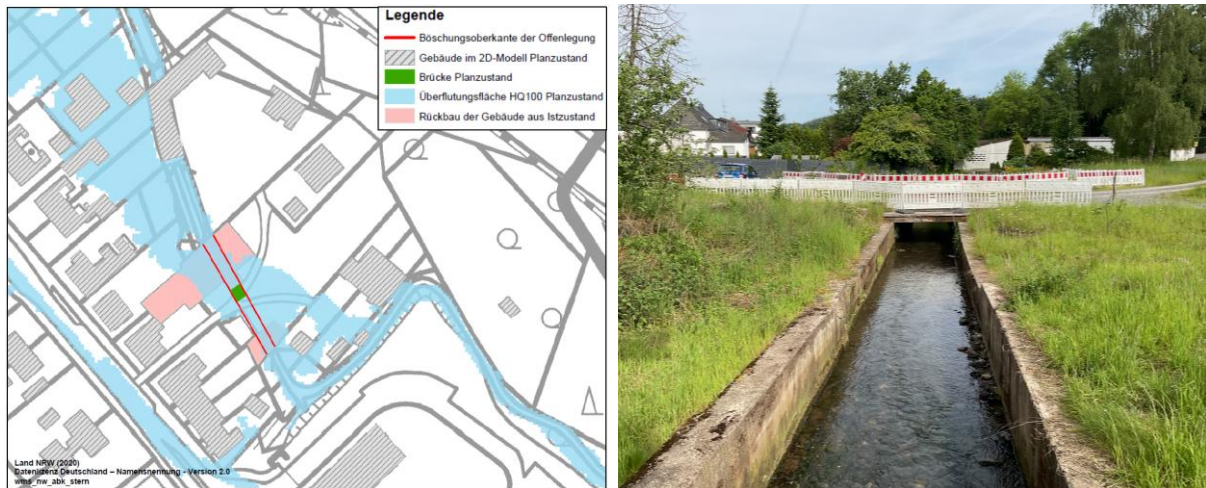 Legende
Böschungsoberkante der Offenlegung
Gebäude im 2D-Modell Planzustand
Brücke Planzustand
Überflutungsfläche HQ100 Planzustand
Rückbau der Gebäude aus Istzustand
Land NRW (2020)
Datenlizenz Deutschland – Namensnennung - Version 2.0
wms_nw_abk_stern